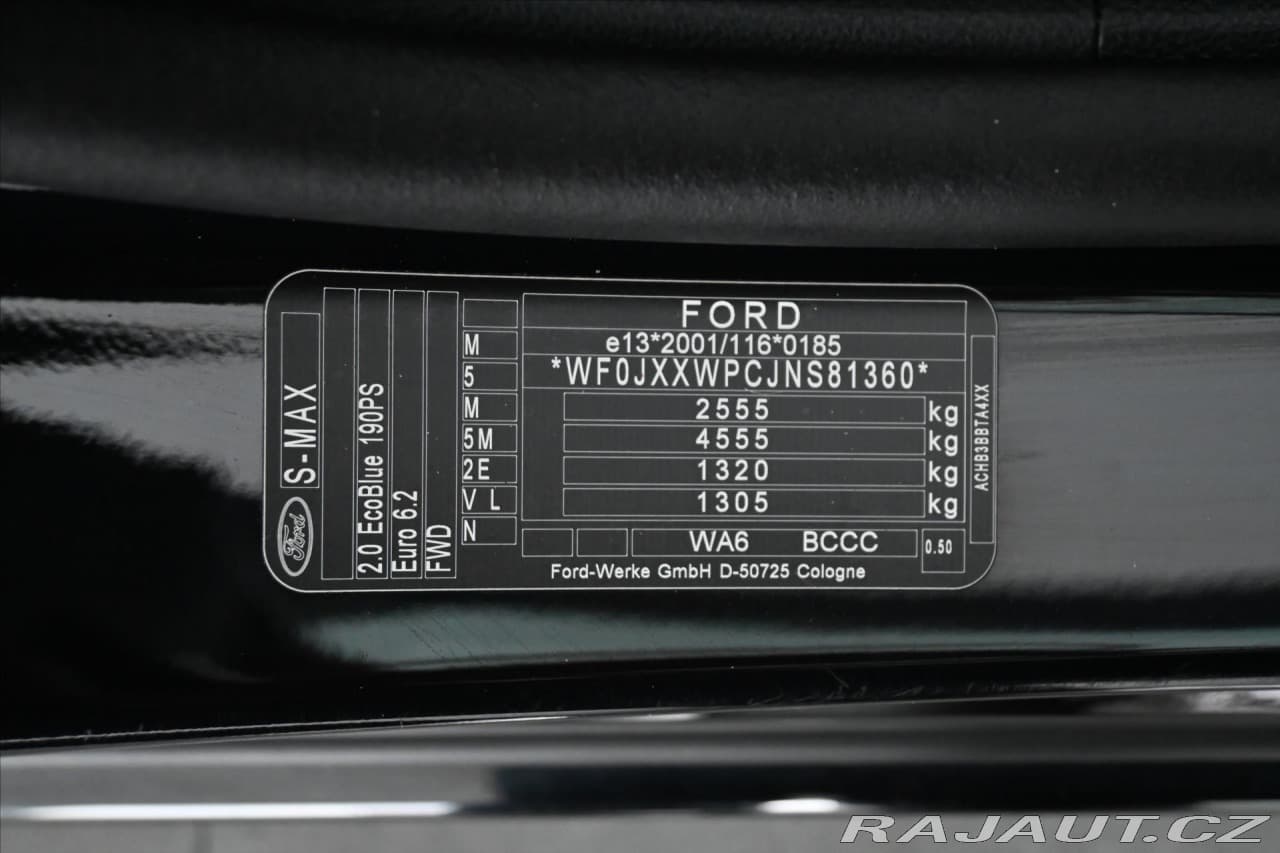 Ford
S-MAX
2.0 EcoBlue 190PS
Euro 6.2
FWD
M
5
M
5M
2E
V L
N
FORD
e13*2001/116*0185
*WF0JXXWPCJNS81360*
2555 kg
4555 kg
1320 kg
1305 kg
WA6 BCCC 0.50
Ford-Werke GmbH D-50725 Cologne
ACHB3BBTA4XX
RAJAUT.CZ